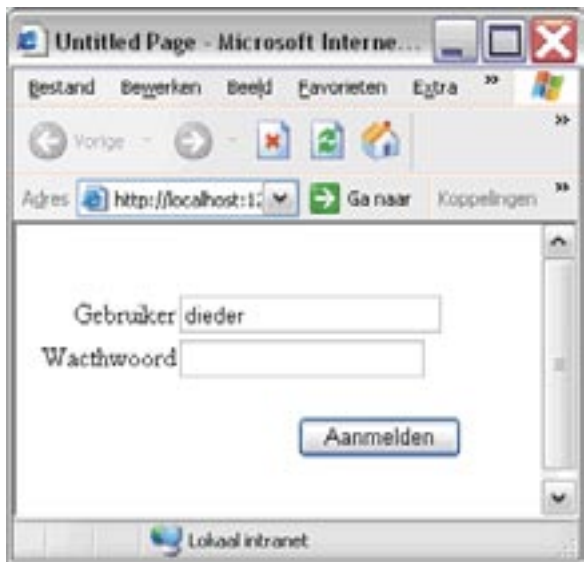 Untitled Page - Microsoft Interne...
Bestand Bewerken Beeld Favorieten Extra »
Vorige »
Adres http://localhost:12 Ga naar Koppelingen »
Gebruiker dieder
Wacthwoord
Aanmelden
Lokaal intranet